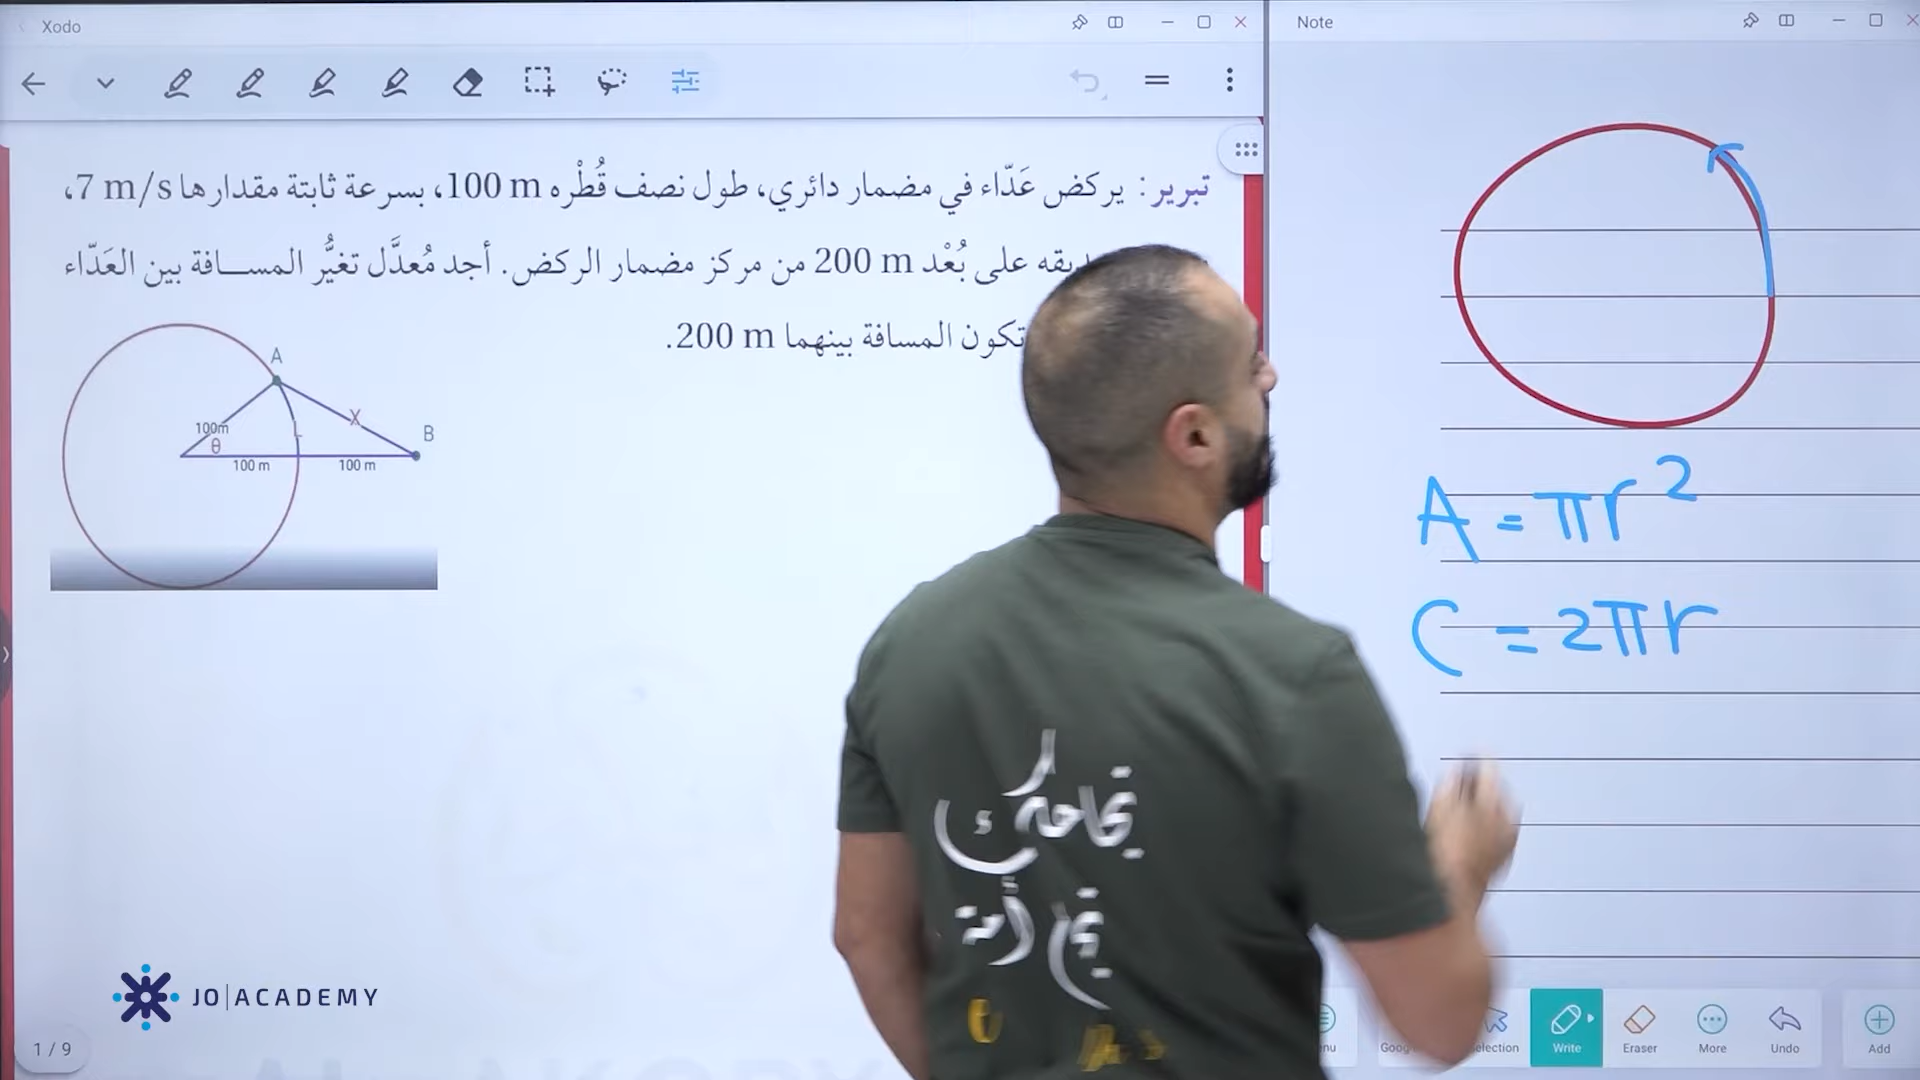 Xodo
Note
تبرير: يركض عَدّاء في مضمار دائري، طول نصف قُطْره 100 m، بسرعة ثابتة مقدارها 7 m/s،
على بُعْد 200 m من مركز مضمار الركض. أجد مُعدَّل تغيُّر المسافة بين العَدّاء
تكون المسافة بينهما 200 m.
A
100m
θ
L
X
B
100 m
100 m
A = πr²
C = 2πr
JO|ACADEMY
1 / 9
Write
Eraser
More
Undo
Add